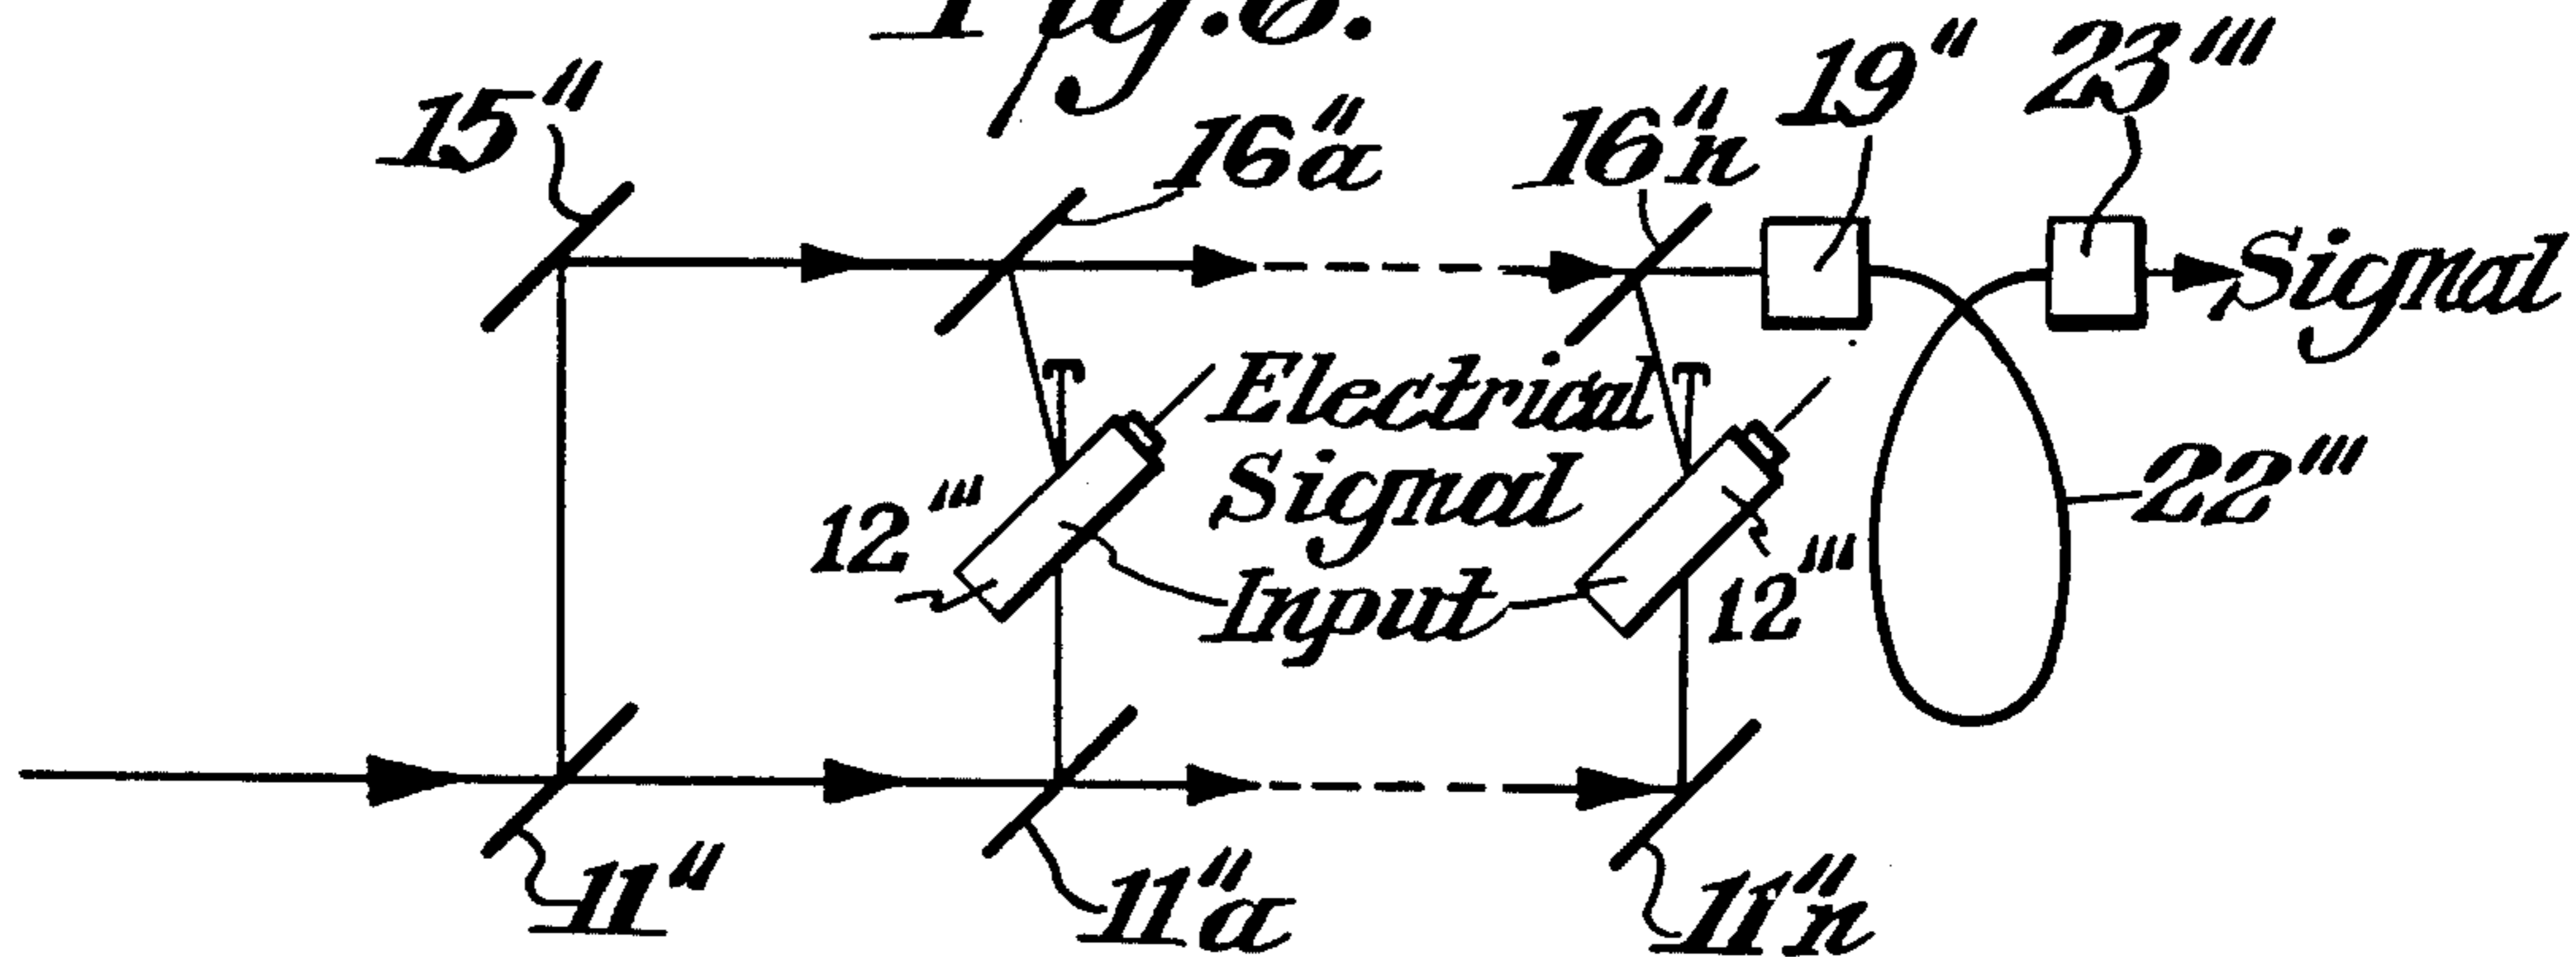 Fig.6.
15″
16″a
16″n
19″
23‴
Signal
Electrical
Signal
Input
12‴
12‴
22‴
11″
11″a
11″n